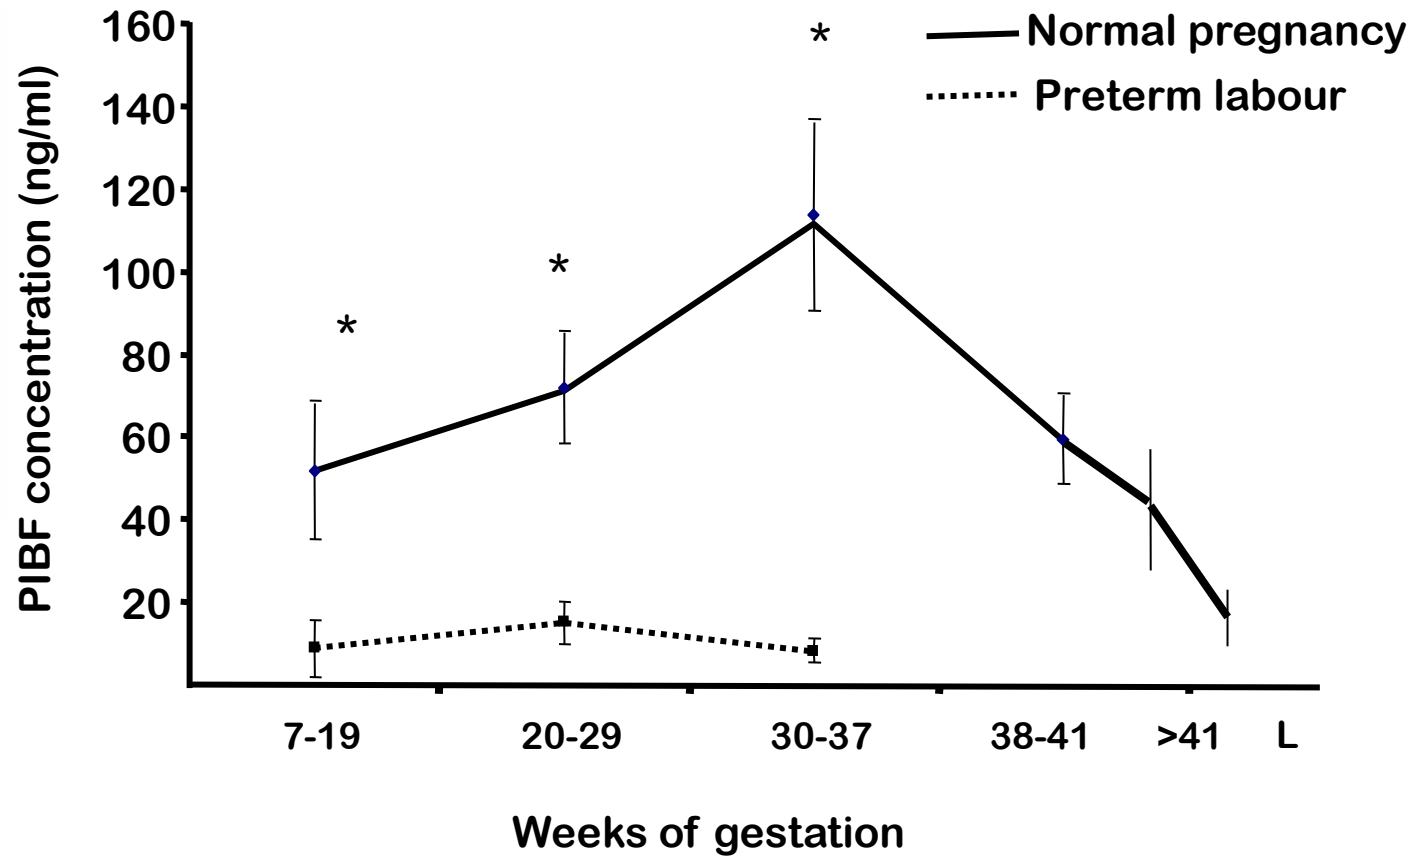 160
140
120
100
80
60
40
20
PIBF concentration (ng/ml)
*
*
*
Normal pregnancy
Preterm labour
7-19 20-29 30-37 38-41 >41 L
Weeks of gestation